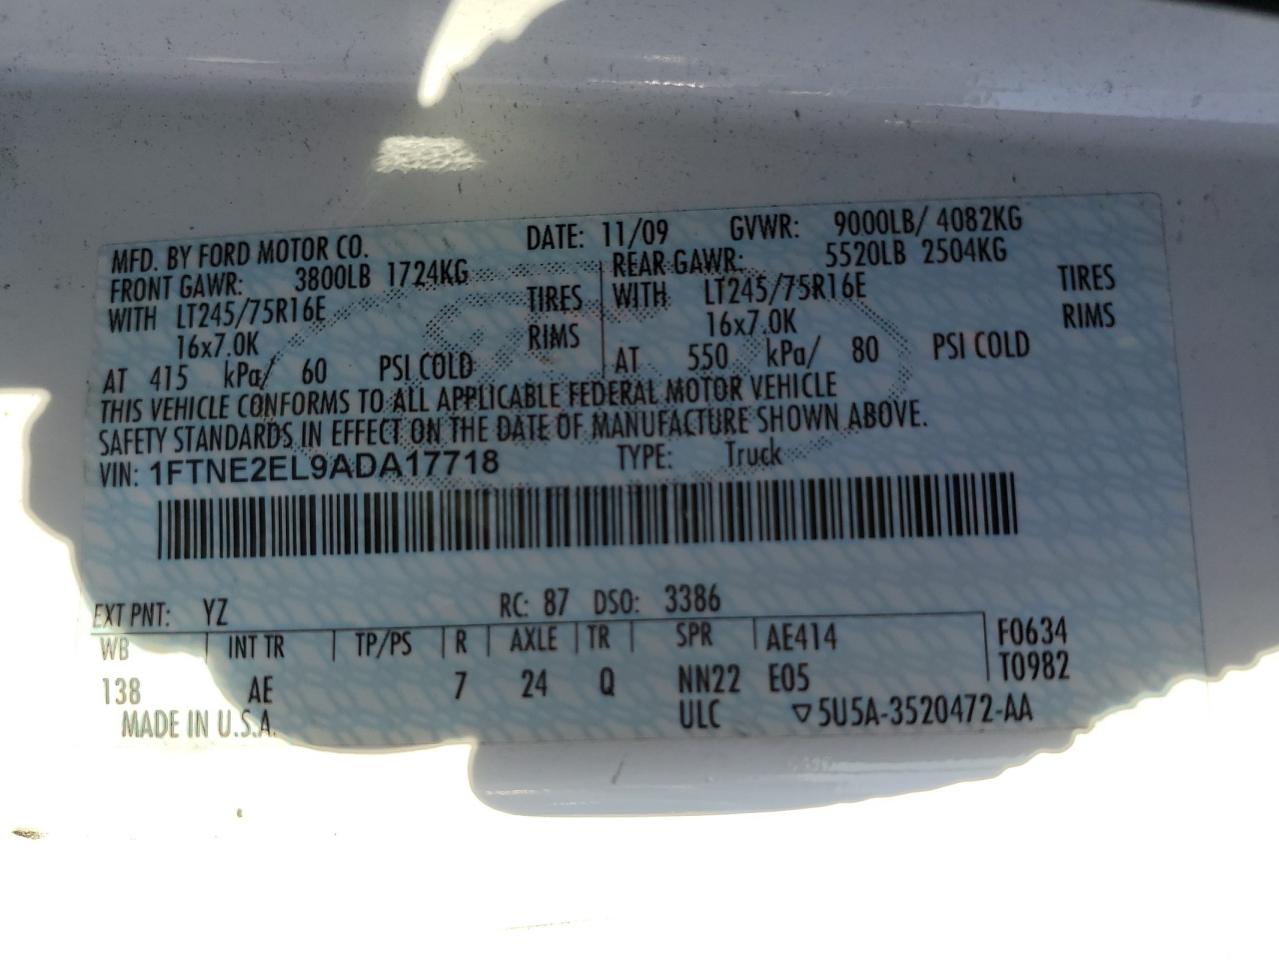 MFD. BY FORD MOTOR CO. DATE: 11/09 GVWR: 9000LB/ 4082KG
FRONT GAWR: 3800LB 1724KG REAR GAWR: 5520LB 2504KG
WITH LT245/75R16E TIRES WITH LT245/75R16E TIRES
16x7.0K RIMS 16x7.0K RIMS
AT 415 kPa/ 60 PSI COLD AT 550 kPa/ 80 PSI COLD
THIS VEHICLE CONFORMS TO ALL APPLICABLE FEDERAL MOTOR VEHICLE
SAFETY STANDARDS IN EFFECT ON THE DATE OF MANUFACTURE SHOWN ABOVE.
VIN: 1FTNE2EL9ADA17718 TYPE: Truck
EXT PNT: YZ RC: 87 DSO: 3386
WB INT TR TP/PS R AXLE TR SPR AE414 F0634
138 AE 7 24 Q NN22 E05 T0982
MADE IN U.S.A. ULC ▽5U5A-3520472-AA